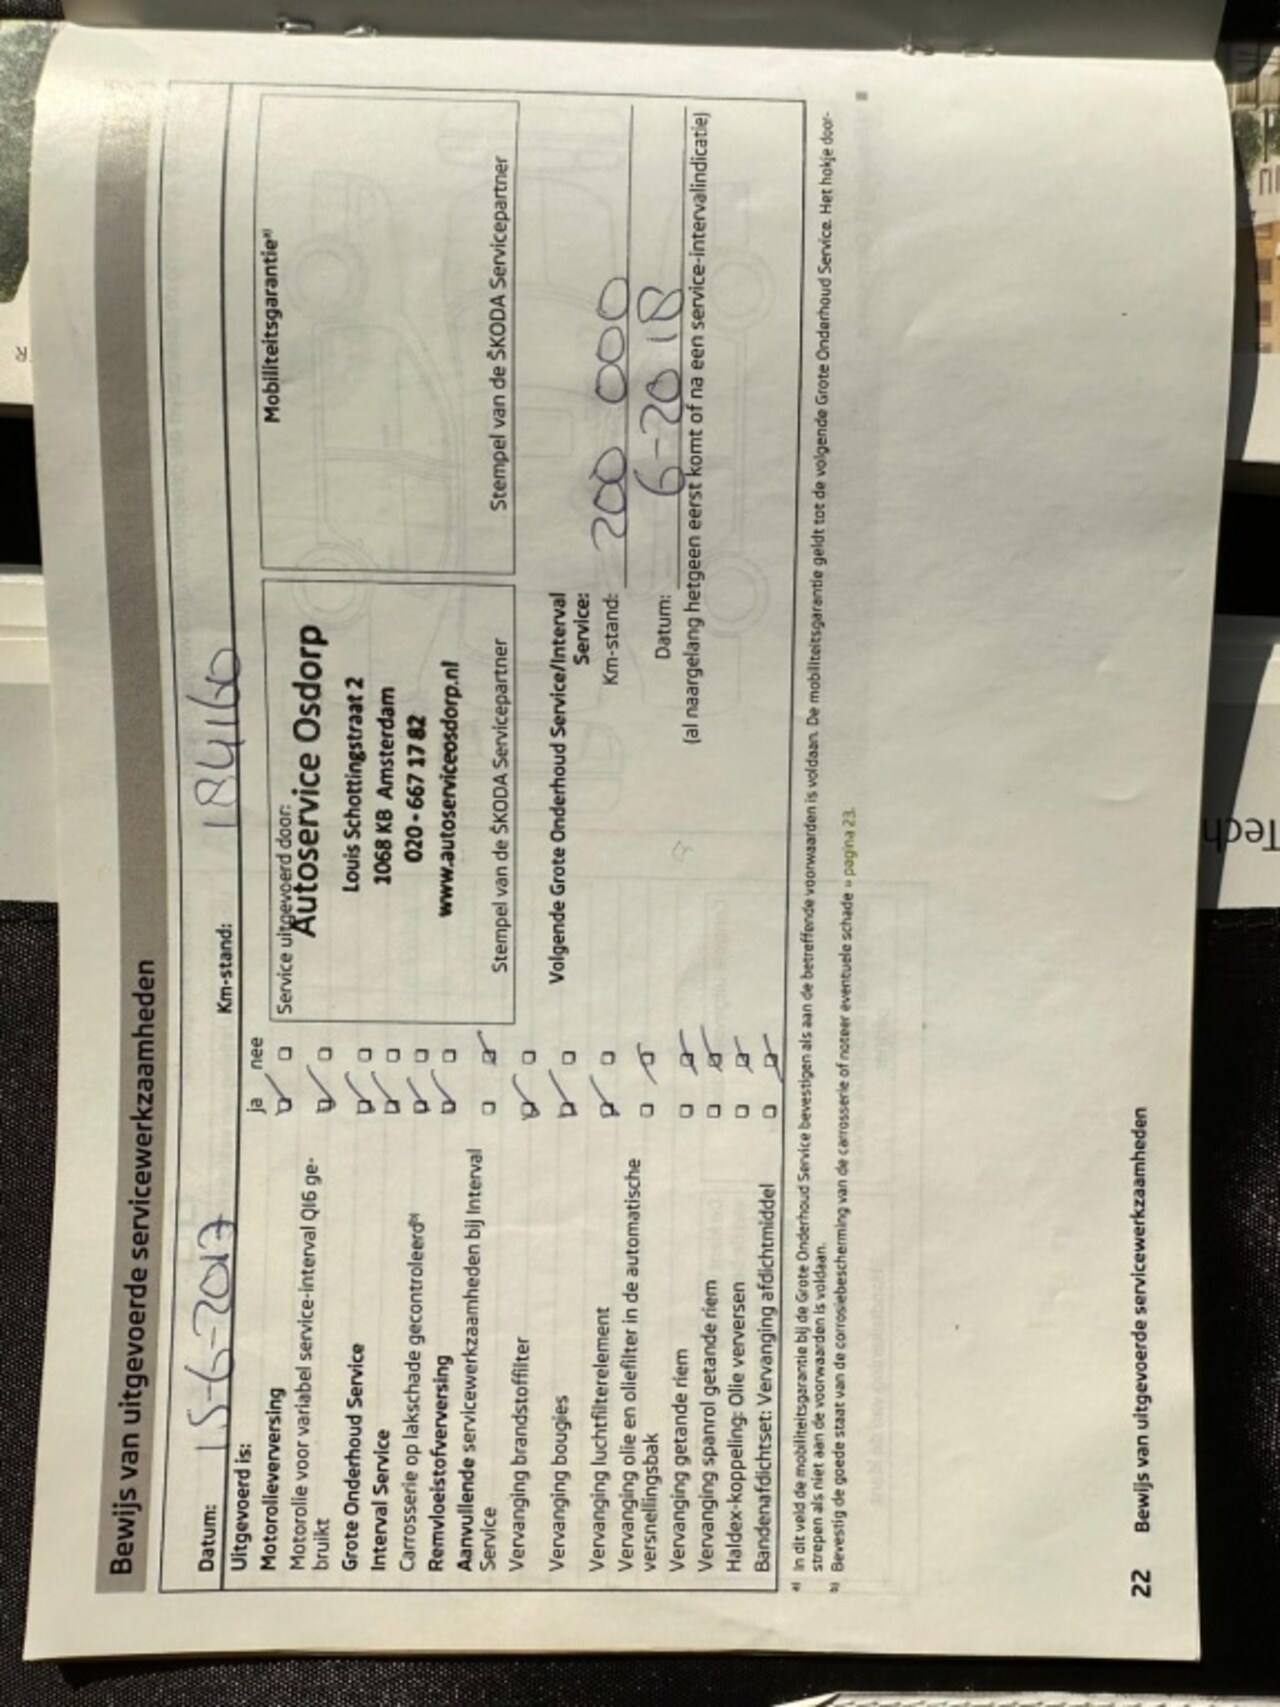 Bewijs van uitgevoerde servicewerkzaamheden
Datum: 15-6-2017 Km-stand: 184160
Uitgevoerd is:
ja nee
Motorolieverversing
Motorolie voor variabel service-interval QI6 ge-
bruikt
Grote Onderhoud Service
Interval Service
Carrosserie op lakschade gecontroleerd b)
Remvloeistofverversing
Aanvullende servicewerkzaamheden bij Interval
Service
Vervanging brandstoffilter
Vervanging bougies
Vervanging luchtfilterelement
Vervanging olie en oliefilter in de automatische
versnellingsbak
Vervanging getande riem
Vervanging spanrol getande riem
Haldex-koppeling: Olie verversen
Bandenafdichtset: Vervanging afdichtmiddel
Service uitgevoerd door:
Autoservice Osdorp
Louis Schottingstraat 2
1068 KB Amsterdam
020 - 667 17 82
www.autoserviceosdorp.nl
Stempel van de ŠKODA Servicepartner
Mobiliteitsgarantie a)
Stempel van de ŠKODA Servicepartner
Volgende Grote Onderhoud Service/Interval
Service:
Km-stand: 200 000
Datum: 6-2018
(al naargelang hetgeen eerst komt of na een service-intervalindicatie)
a) In dit veld de mobiliteitsgarantie bij de Grote Onderhoud Service bevestigen als aan de betreffende voorwaarden is voldaan. De mobiliteitsgarantie geldt tot de volgende Grote Onderhoud Service. Het hokje door-
strepen als niet aan de voorwaarden is voldaan.
b) Bevestig de goede staat van de corrosiebescherming van de carrosserie of noteer eventuele schade » pagina 23.
22 Bewijs van uitgevoerde servicewerkzaamheden
Tech